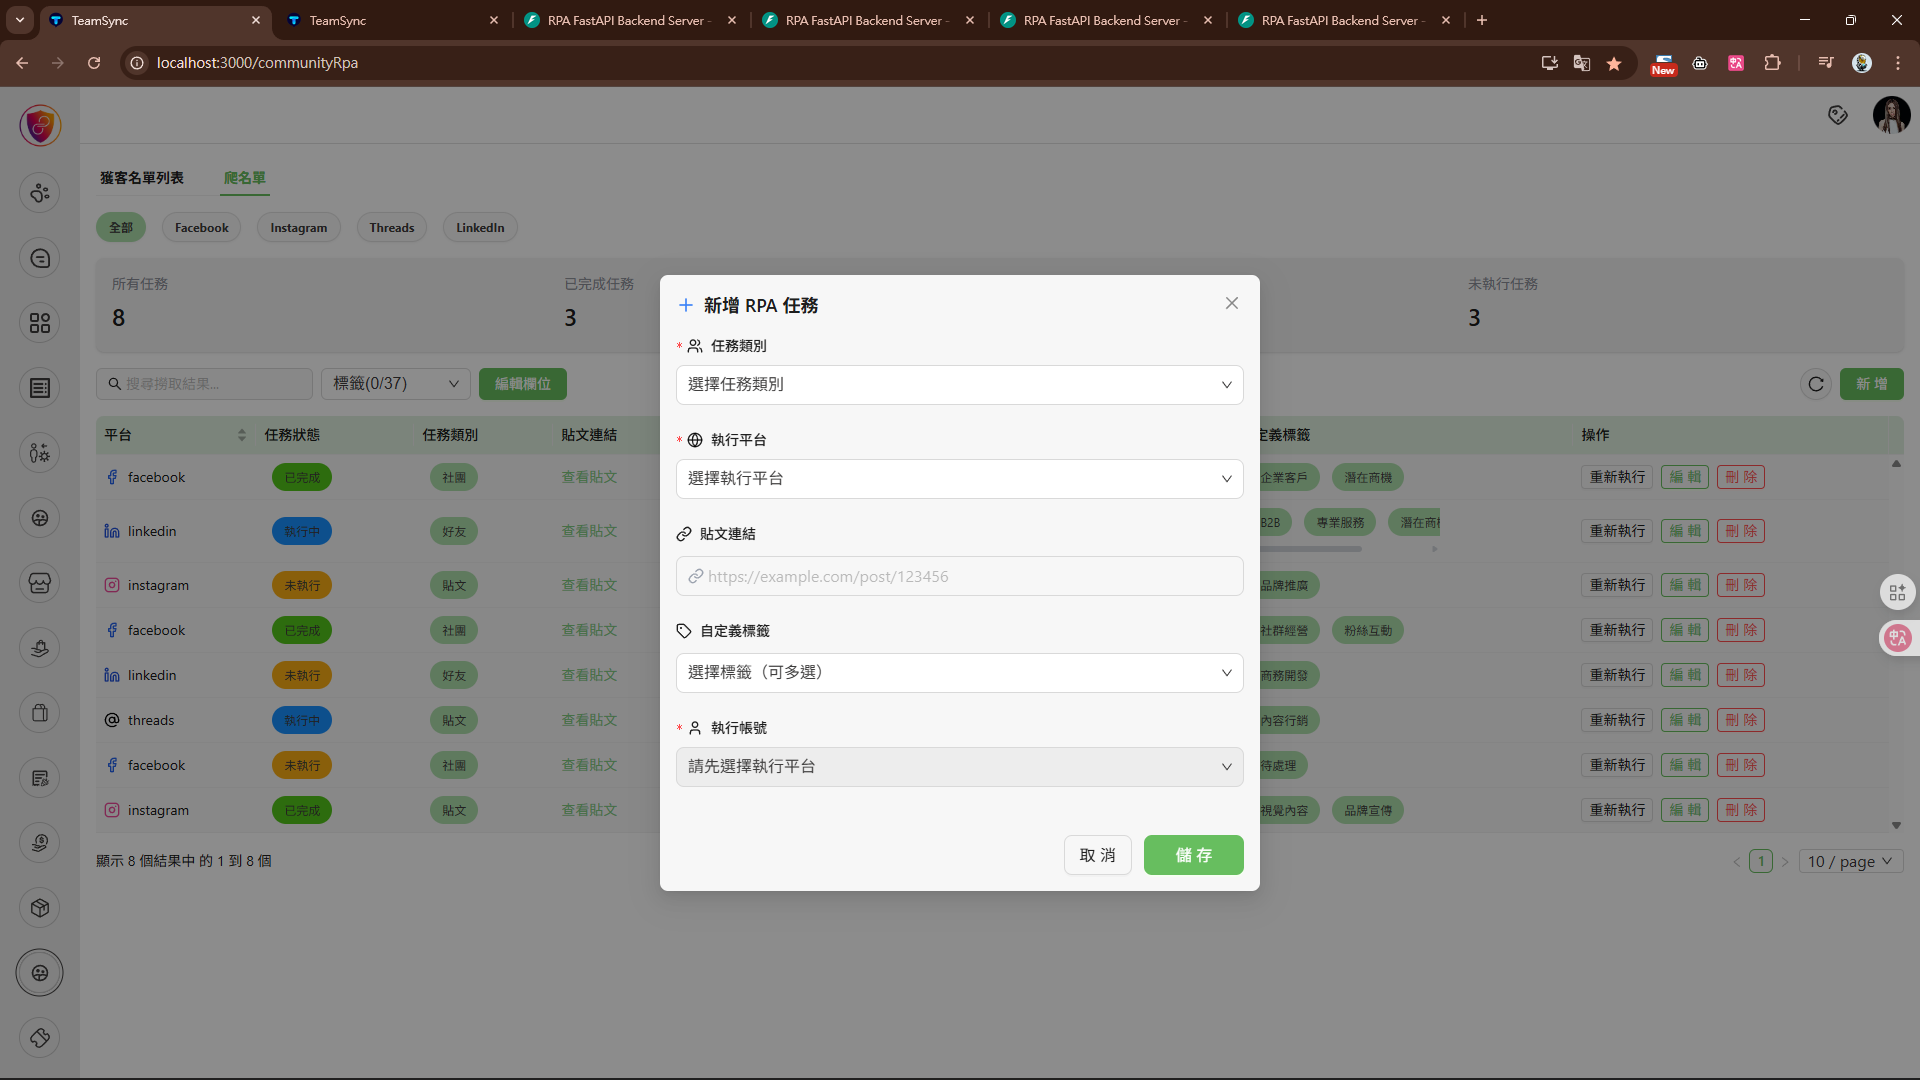 TeamSync
TeamSync
RPA FastAPI Backend Server -
RPA FastAPI Backend Server -
RPA FastAPI Backend Server -
RPA FastAPI Backend Server -
localhost:3000/communityRpa
New
獲客名單列表
爬名單
全部
Facebook
Instagram
Threads
LinkedIn
所有任務
8
已完成任務
3
未執行任務
3
搜尋擷取結果...
標籤(0/37)
編輯欄位
新 增
平台
任務狀態
任務類別
貼文連結
定義標籤
操作
facebook
已完成
社團
查看貼文
企業客戶
潛在商機
重新執行
編 輯
刪 除
linkedin
執行中
好友
查看貼文
B2B
專業服務
潛在商機
重新執行
編 輯
刪 除
instagram
未執行
貼文
查看貼文
品牌推廣
重新執行
編 輯
刪 除
facebook
已完成
社團
查看貼文
社群經營
粉絲互動
重新執行
編 輯
刪 除
linkedin
未執行
好友
查看貼文
商務開發
重新執行
編 輯
刪 除
threads
執行中
貼文
查看貼文
內容行銷
重新執行
編 輯
刪 除
facebook
未執行
社團
查看貼文
待處理
重新執行
編 輯
刪 除
instagram
已完成
貼文
查看貼文
視覺內容
品牌宣傳
重新執行
編 輯
刪 除
顯示 8 個結果中 的 1 到 8 個
1
10 / page
新增 RPA 任務
* 任務類別
選擇任務類別
* 執行平台
選擇執行平台
貼文連結
https://example.com/post/123456
自定義標籤
選擇標籤（可多選）
* 執行帳號
請先選擇執行平台
取 消
儲 存